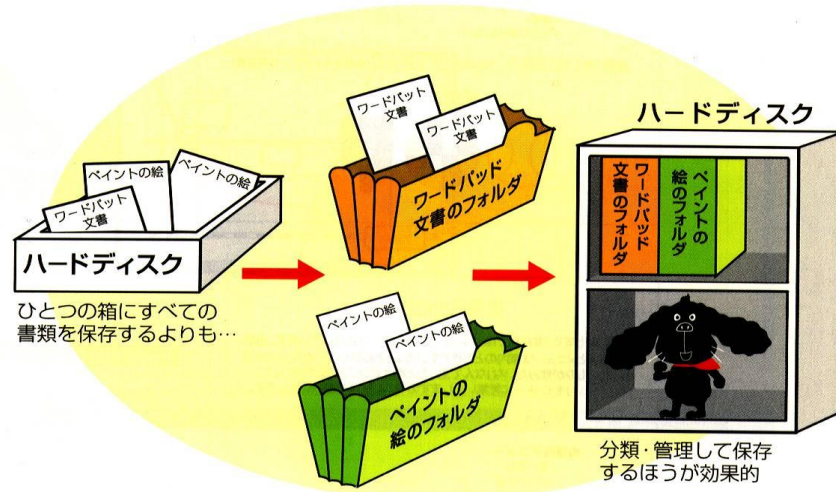 ペイントの絵
ペイントの絵
ワードパット
文書
ハードディスク
ひとつの箱にすべての
書類を保存するよりも…
ワードパット
文書
ワードパット
文書
ワードパッド
文書のフォルダ
ペイントの絵
ペイントの絵
ペイントの
絵のフォルダ
ハードディスク
ワードパッド
文書のフォルダ
ペイントの
絵のフォルダ
分類・管理して保存
するほうが効果的